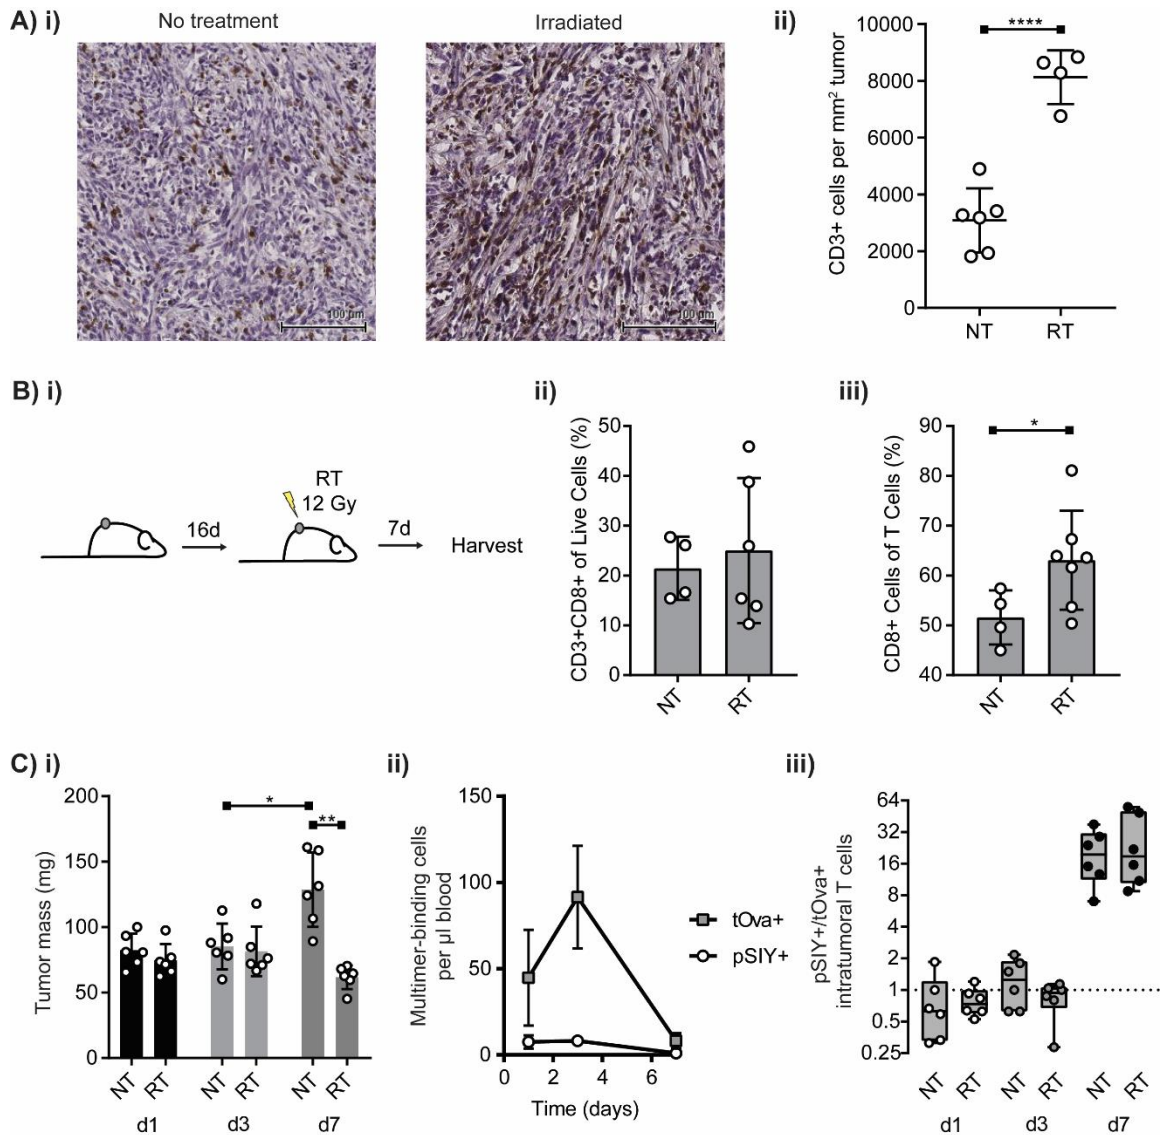 A) i)
No treatment
Irradiated
100 µm
100 µm
ii)
CD3+ cells per mm² tumor
10000
8000
6000
4000
2000
0
****
NT
RT
B) i)
16d
RT
12 Gy
7d
Harvest
ii)
CD3+CD8+ of Live Cells (%)
50
40
30
20
10
0
NT
RT
iii)
CD8+ Cells of T Cells (%)
90
80
70
60
50
40
*
NT
RT
C) i)
Tumor mass (mg)
200
150
100
50
0
*
**
NT
RT
NT
RT
NT
RT
d1
d3
d7
ii)
Multimer-binding cells
per µl blood
150
100
50
0
0
2
4
6
Time (days)
tOva+
pSIY+
iii)
pSIY+/tOva+
intratumoral T cells
64
32
16
8
4
2
1
0.5
0.25
NT
RT
NT
RT
NT
RT
d1
d3
d7